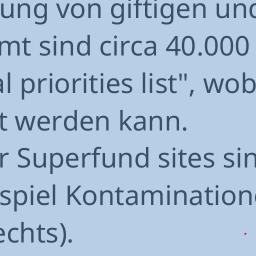 ung von giftigen und
mt sind circa 40.000
al priorities list", wob
t werden kann.
r Superfund sites sin
spiel Kontamination
echts).